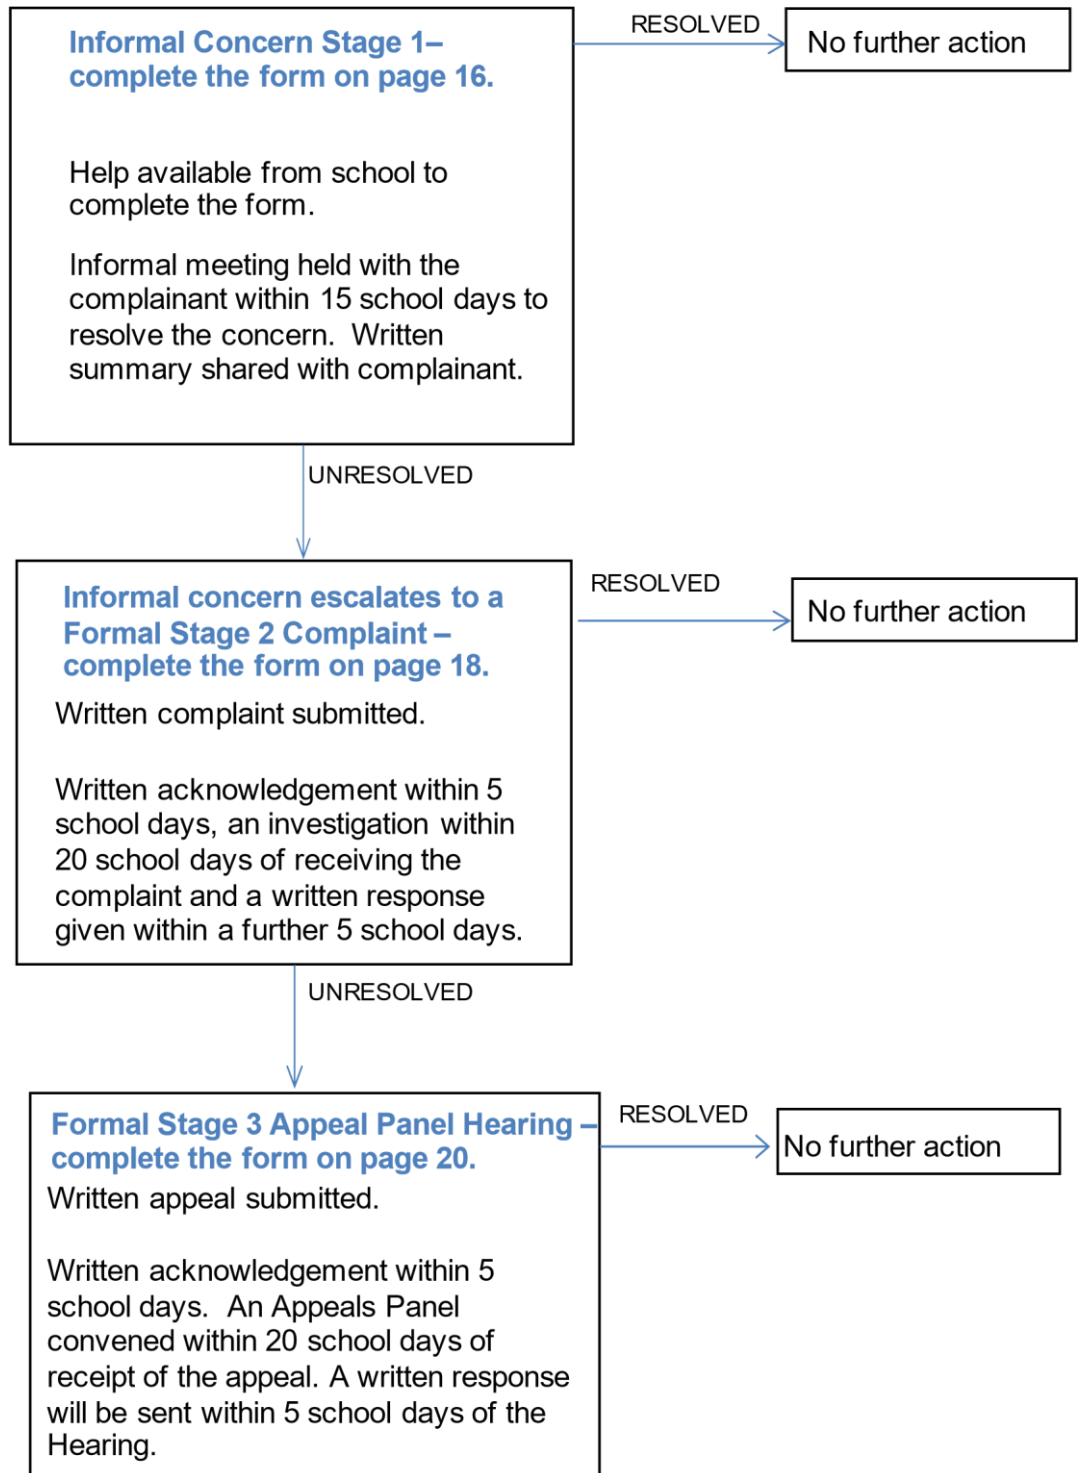 Informal Concern Stage 1–
complete the form on page 16.
Help available from school to
complete the form.
Informal meeting held with the
complainant within 15 school days to
resolve the concern.  Written
summary shared with complainant.
RESOLVED
No further action
UNRESOLVED
Informal concern escalates to a
Formal Stage 2 Complaint –
complete the form on page 18.
Written complaint submitted.
Written acknowledgement within 5
school days, an investigation within
20 school days of receiving the
complaint and a written response
given within a further 5 school days.
RESOLVED
No further action
UNRESOLVED
Formal Stage 3 Appeal Panel Hearing –
complete the form on page 20.
Written appeal submitted.
Written acknowledgement within 5
school days.  An Appeals Panel
convened within 20 school days of
receipt of the appeal. A written response
will be sent within 5 school days of the
Hearing.
RESOLVED
No further action